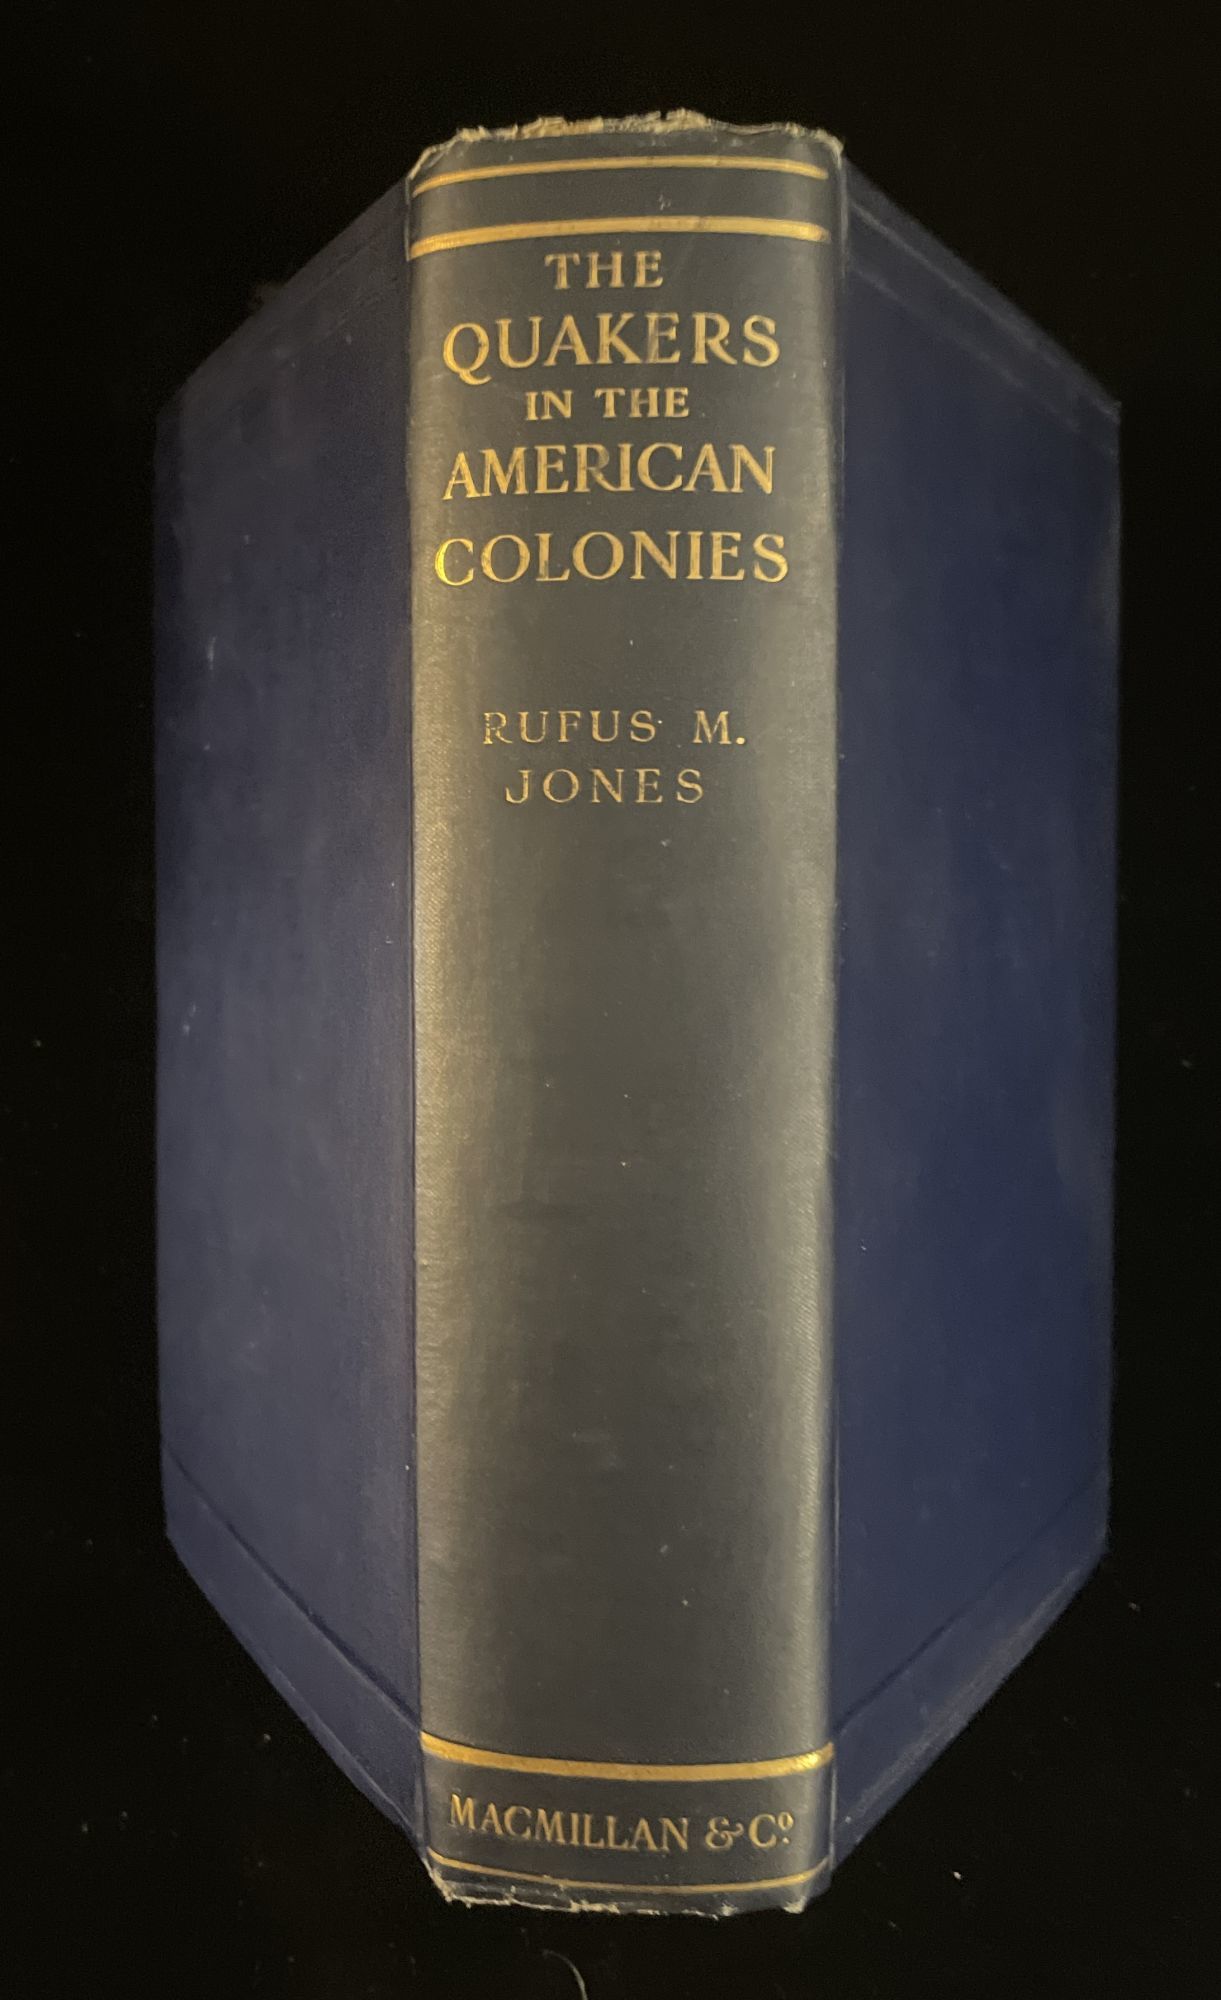 THE
QUAKERS
IN THE
AMERICAN
COLONIES
RUFUS M.
JONES
MACMILLAN & Cº.